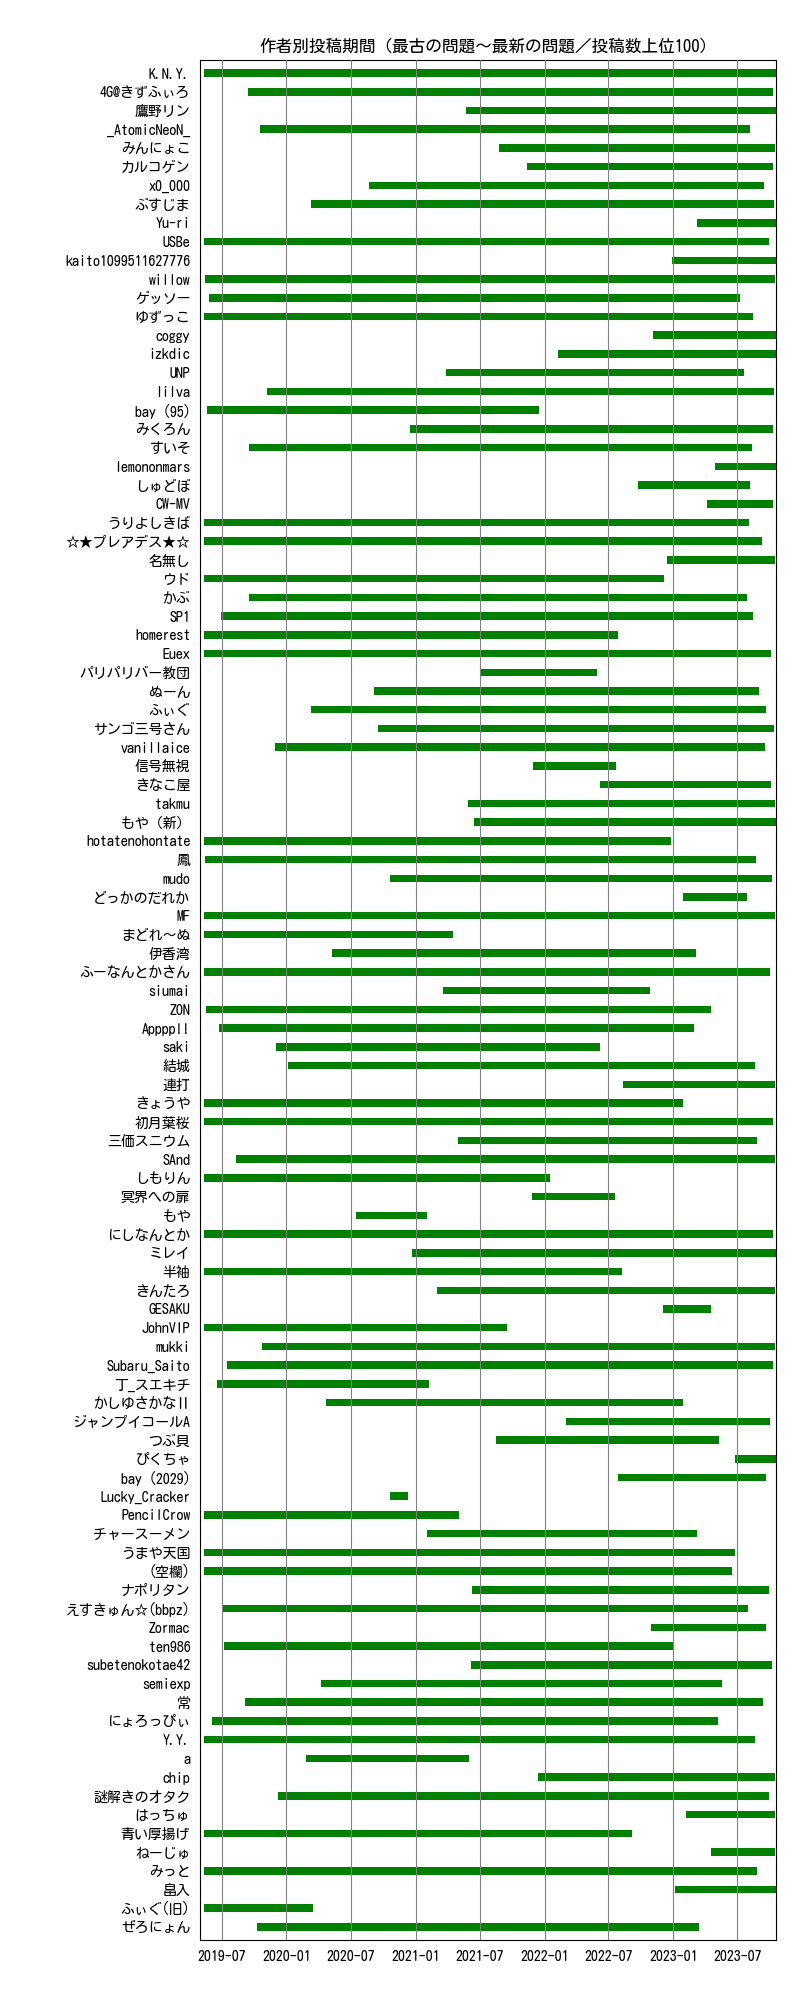 作者別投稿期間（最古の問題～最新の問題／投稿数上位100）
K.N.Y.
4G@きずふぃろ
鷹野リン
_AtomicNeoN_
みんにょこ
カルコゲン
x0_000
ぶすじま
Yu-ri
USBe
kaito1099511627776
willow
ゲッソー
ゆずっこ
coggy
izkdic
UNP
lilva
bay (95)
みくろん
すいそ
lemononmars
しゅどぼ
CW-MV
うりよしきば
☆★プレアデス★☆
名無し
ウド
かぶ
SP1
homerest
Euex
パリパリバー教団
ぬーん
ふぃぐ
サンゴ三号さん
vanillaice
信号無視
きなこ屋
takmu
もや（新）
hotatenohontate
鳳
mudo
どっかのだれか
MF
まどれ～ぬ
伊香湾
ふーなんとかさん
siumai
ZON
Appppll
saki
結城
連打
きょうや
初月葉桜
三価スニウム
SAnd
しもりん
冥界への扉
もや
にしなんとか
ミレイ
半袖
きんたろ
GESAKU
JohnVIP
mukki
Subaru_Saito
丁_スエキチ
かしゆさかなⅡ
ジャンプイコールA
つぶ貝
ぴくちゃ
bay (2029)
Lucky_Cracker
PencilCrow
チャースーメン
うまや天国
(空欄)
ナポリタン
えすきゅん☆(bbpz)
Zormac
ten986
subetenokotae42
semiexp
常
にょろっぴぃ
Y.Y.
a
chip
謎解きのオタク
はっちゅ
青い厚揚げ
ねーじゅ
みっと
畠入
ふぃぐ(旧)
ぜろにょん
2019-07 2020-01 2020-07 2021-01 2021-07 2022-01 2022-07 2023-01 2023-07